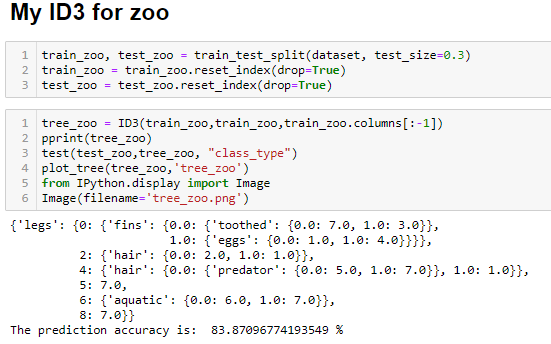 My ID3 for zoo
1 train_zoo, test_zoo = train_test_split(dataset, test_size=0.3)
2 train_zoo = train_zoo.reset_index(drop=True)
3 test_zoo = test_zoo.reset_index(drop=True)
1 tree_zoo = ID3(train_zoo,train_zoo,train_zoo.columns[:-1])
2 pprint(tree_zoo)
3 test(test_zoo,tree_zoo, "class_type")
4 plot_tree(tree_zoo,'tree_zoo')
5 from IPython.display import Image
6 Image(filename='tree_zoo.png')
{'legs': {0: {'fins': {0.0: {'toothed': {0.0: 7.0, 1.0: 3.0}},
1.0: {'eggs': {0.0: 1.0, 1.0: 4.0}}}},
2: {'hair': {0.0: 2.0, 1.0: 1.0}},
4: {'hair': {0.0: {'predator': {0.0: 5.0, 1.0: 7.0}}, 1.0: 1.0}},
5: 7.0,
6: {'aquatic': {0.0: 6.0, 1.0: 7.0}},
8: 7.0}}
The prediction accuracy is:  83.87096774193549 %